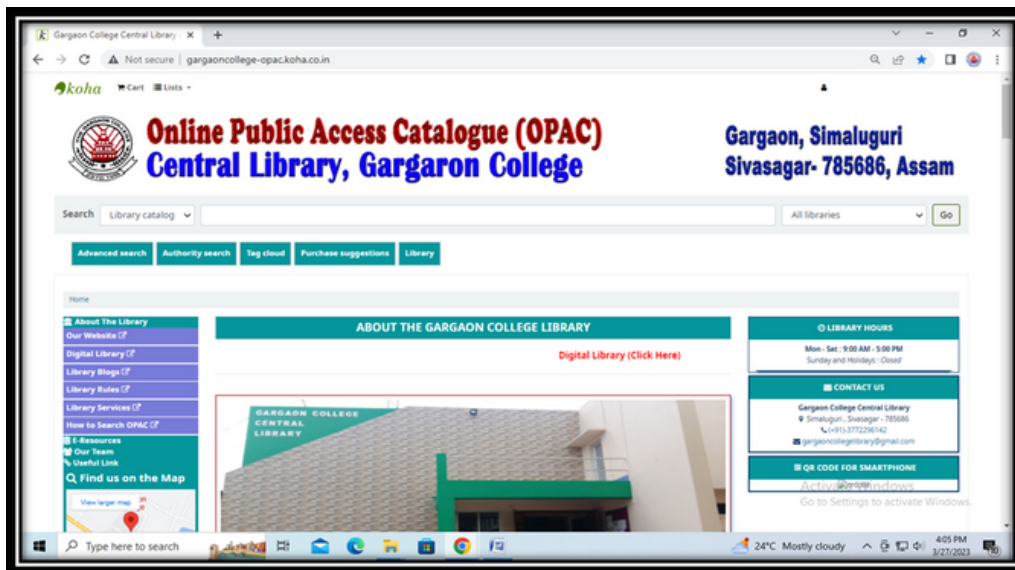 Gargaon College Central Library
Not secure | gargaoncollege-opac.koha.co.in
koha Cart Lists
Online Public Access Catalogue (OPAC)
Central Library, Gargaron College
Gargaon, Simaluguri
Sivasagar- 785686, Assam
Search Library catalog All libraries Go
Advanced search Authority search Tag cloud Purchase suggestions Library
Home
About The Library
Our Website
Digital Library
Library Blogs
Library Rules
Library Services
How to Search OPAC
E-Resources
Our Team
Useful Link
Find us on the Map
View larger map
ABOUT THE GARGAON COLLEGE LIBRARY
Digital Library (Click Here)
GARGAON COLLEGE
CENTRAL
LIBRARY
LIBRARY HOURS
Mon - Sat : 9:00 AM - 5:00 PM
Sunday and Holidays : Closed
CONTACT US
Gargaon College Central Library
Simaluguri, Sivasagar - 785686
(+91)-3772296142
gargaoncollegelibrary@gmail.com
QR CODE FOR SMARTPHONE
Activate Windows
Go to Settings to activate Windows.
Type here to search
24°C Mostly cloudy
4:05 PM
3/27/2023